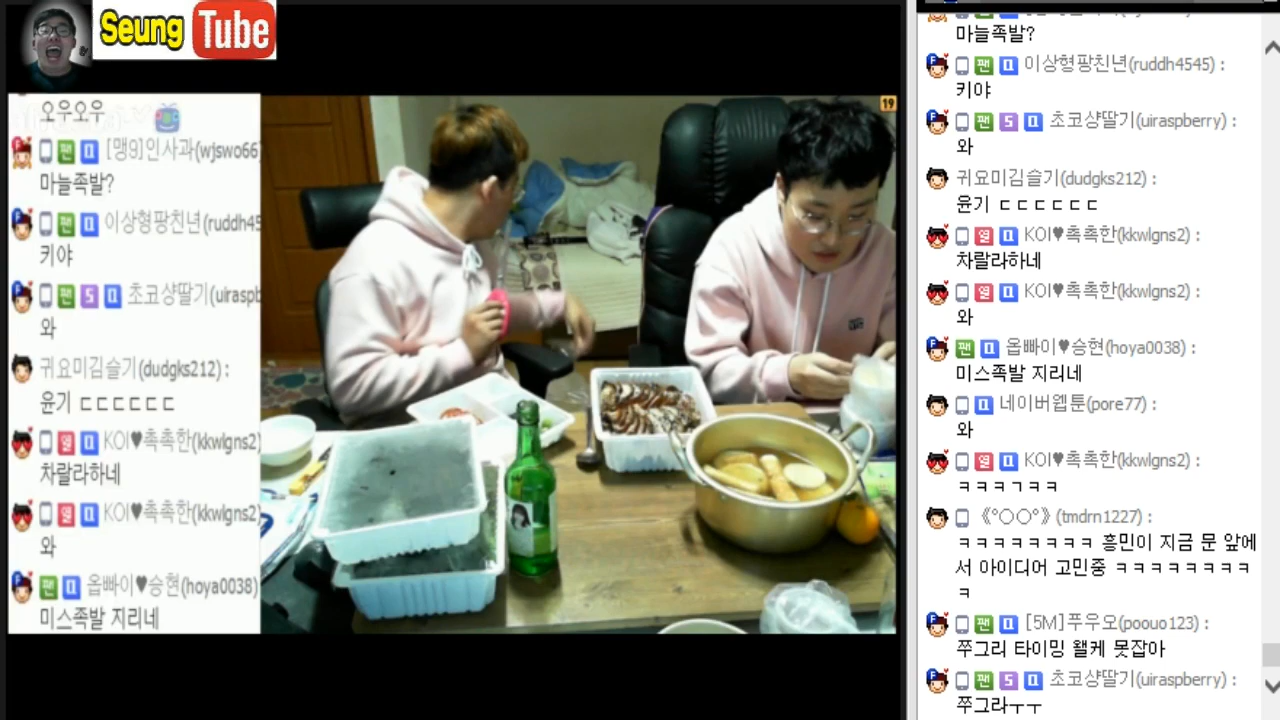 Seung Tube
오우오우
[맹9]인사과(wjswo66)
마늘족발?
이상형팡친년(ruddh45
키야
초코샹딸기(uirasp
와
귀요미김슬기(dudgks212) :
윤기 ㄷㄷㄷㄷㄷㄷ
KOI♥촉촉한(kkwlgns2)
차랄라하네
KOI♥촉촉한(kkwlgns2)
와
옵빠이♥승현(hoya0038)
미스족발 지리네
19
마늘족발?
이상형팡친년(ruddh4545) :
키야
초코샹딸기(uiraspberry) :
와
귀요미김슬기(dudgks212) :
윤기 ㄷㄷㄷㄷㄷㄷ
KOI♥촉촉한(kkwlgns2) :
차랄라하네
KOI♥촉촉한(kkwlgns2) :
와
옵빠이♥승현(hoya0038) :
미스족발 지리네
네이버웹툰(pore77) :
와
KOI♥촉촉한(kkwlgns2) :
ㅋㅋㅋㄱㅋㅋ
《°○○°》(tmdrn1227) :
ㅋㅋㅋㅋㅋㅋㅋㅋ 흥민이 지금 문 앞에
서 아이디어 고민중 ㅋㅋㅋㅋㅋㅋㅋㅋ
ㅋ
[5M]푸우오(poouo123) :
쭈그리 타이밍 왤케 못잡아
초코샹딸기(uiraspberry) :
쭈그라ㅜㅜ